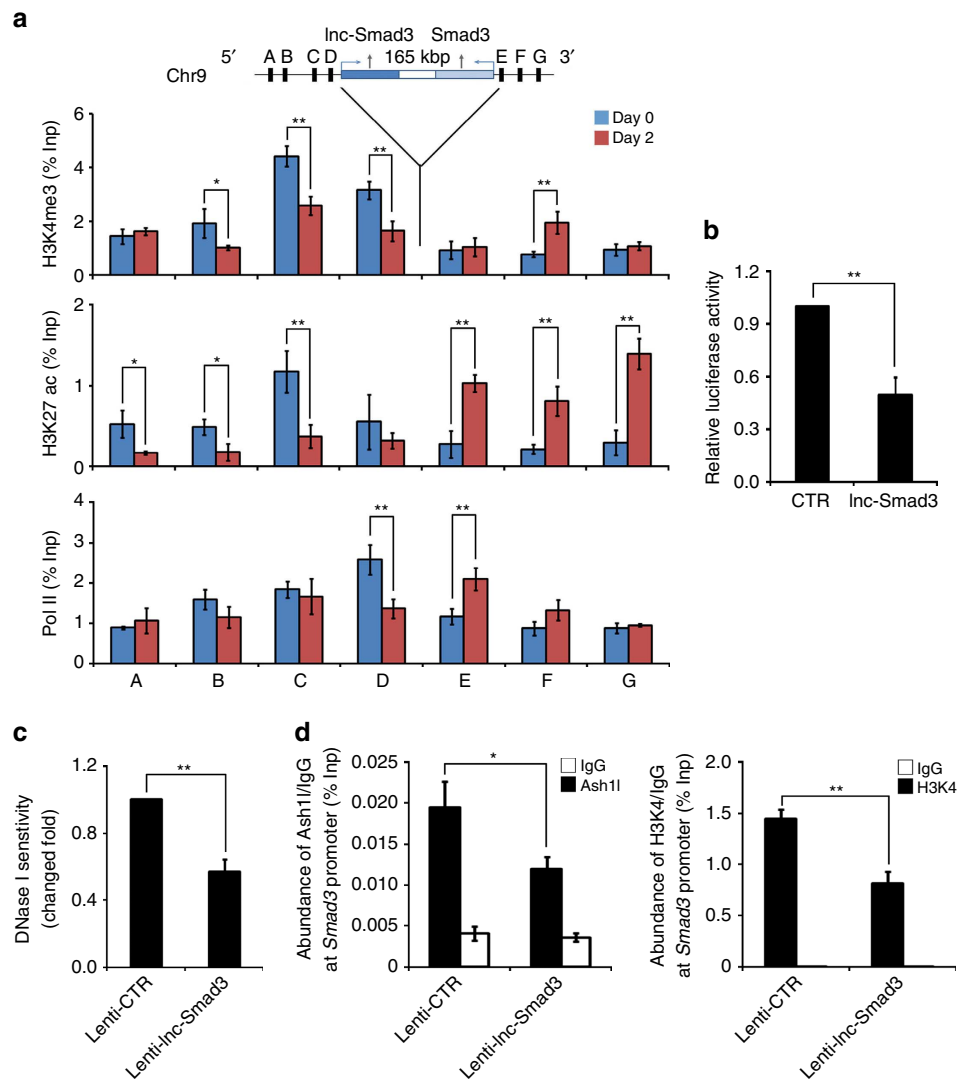 a
lnc-Smad3 Smad3
5′ A B C D 165 kbp E F G 3′
Chr9
Day 0
Day 2
H3K4me3 (% Inp)
6
4
2
0
* ** ** **
H3K27 ac (% Inp)
2
1
0
* * ** ** ** **
Pol II (% Inp)
4
3
2
1
0
** **
A B C D E F G
b
Relative luciferase activity
1.2
0.9
0.6
0.3
0.0
**
CTR lnc-Smad3
c
DNase I senstivity
(changed fold)
1.2
0.8
0.4
0.0
**
Lenti-CTR
Lenti-lnc-Smad3
d
Abundance of Ash1l/IgG
at Smad3 promoter (% Inp)
0.025
0.020
0.015
0.010
0.005
0
*
IgG
Ash1l
Lenti-CTR
Lenti-lnc-Smad3
Abundance of H3K4/IgG
at Smad3 promoter (% Inp)
2.0
1.5
1.0
0.5
0
**
IgG
H3K4
Lenti-CTR
Lenti-lnc-Smad3